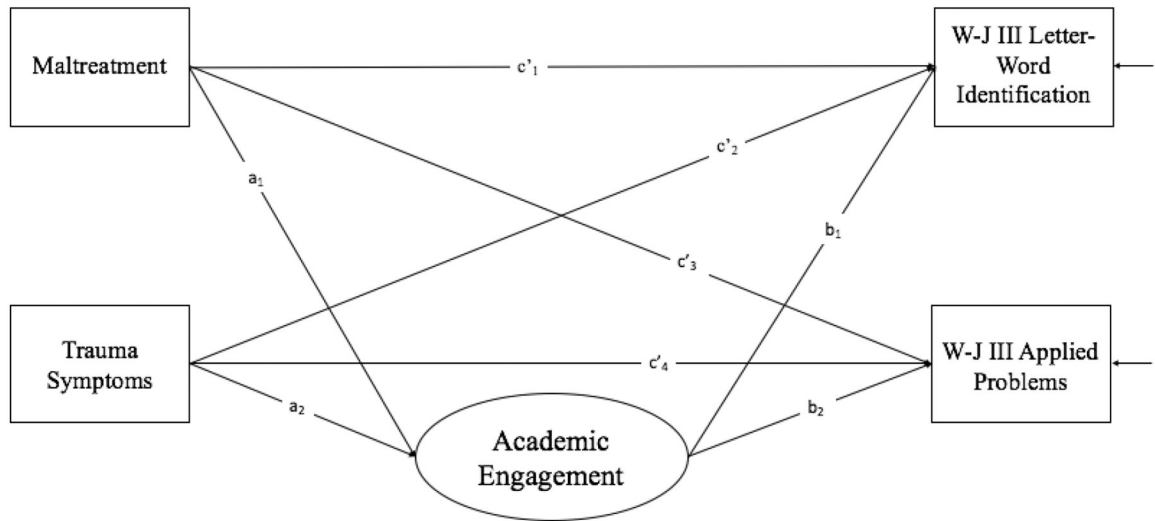 Maltreatment
W-J III Letter-
Word
Identification
c'₁
c'₂
a₁
b₁
c'₃
Trauma
Symptoms
c'₄
W-J III Applied
Problems
a₂
b₂
Academic
Engagement